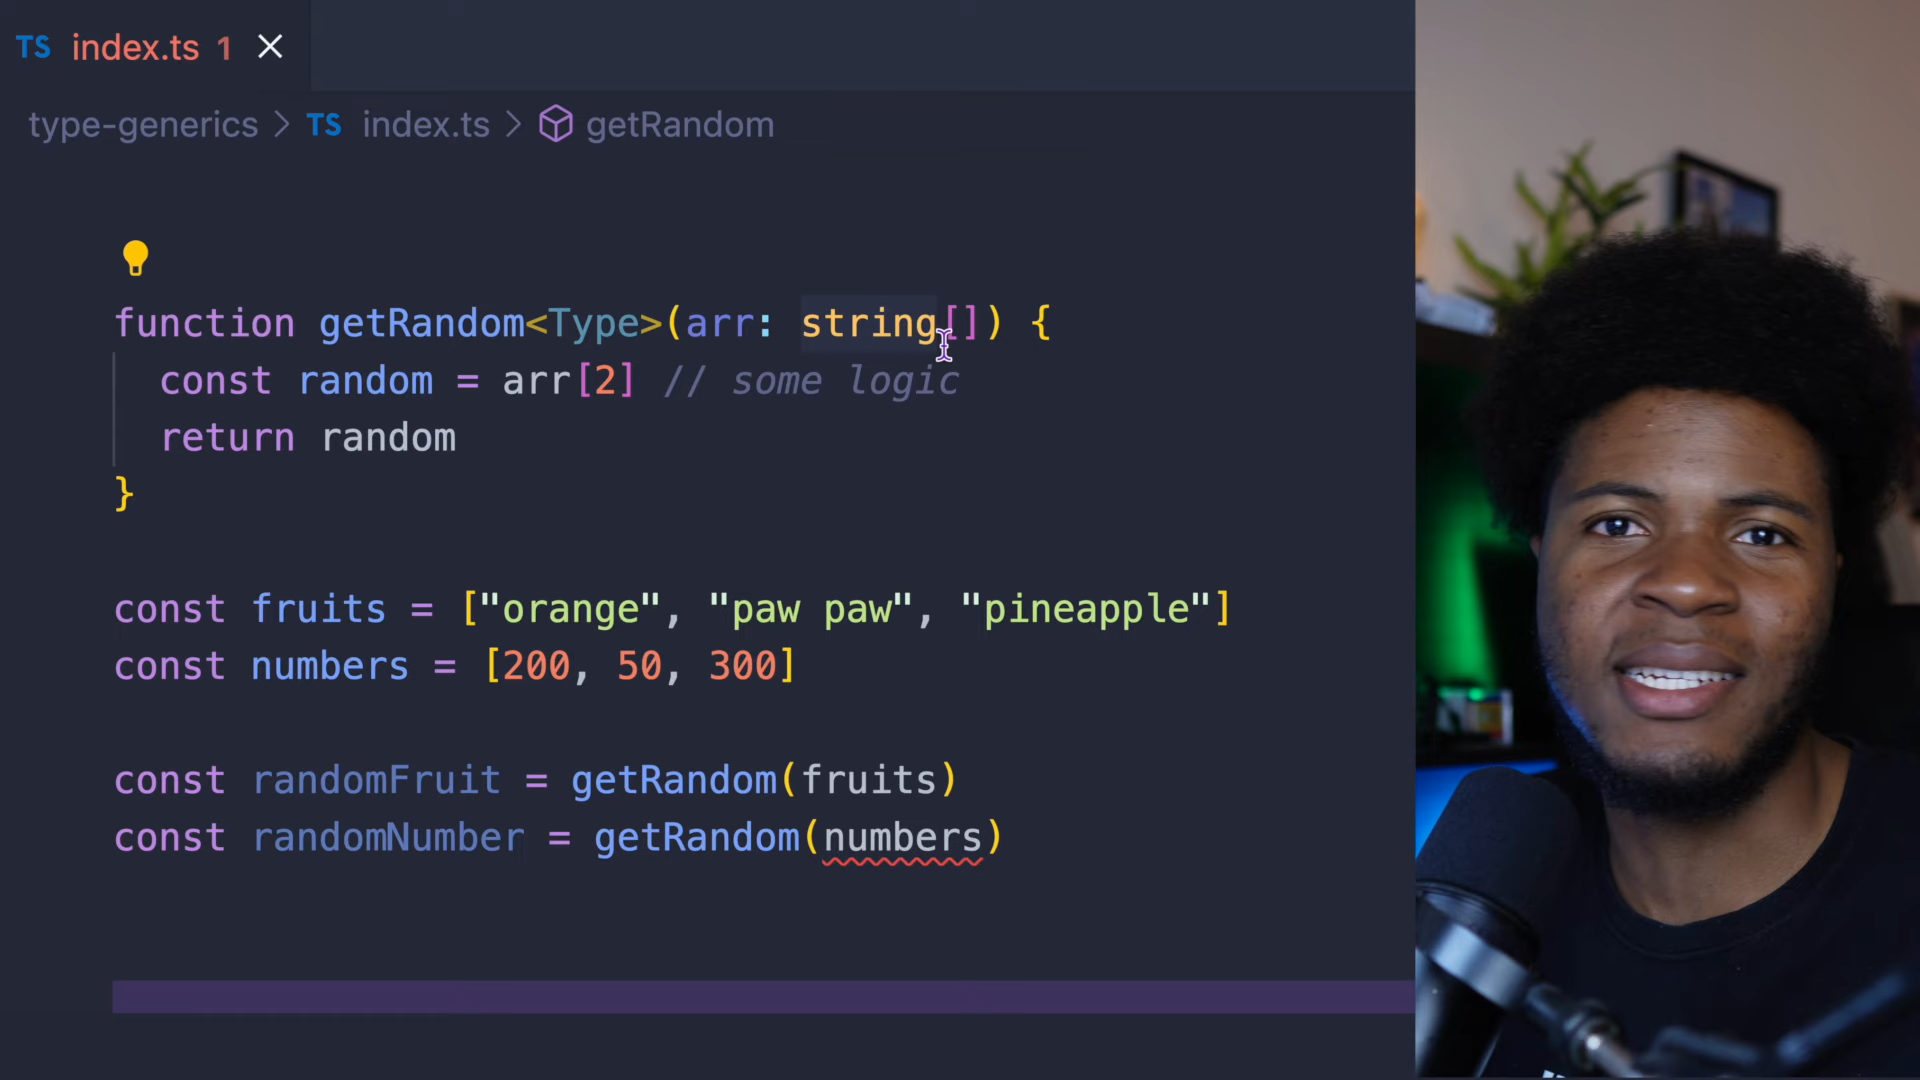 TS index.ts 1
type-generics > TS index.ts > getRandom
function getRandom<Type>(arr: string[]) {
const random = arr[2] // some logic
return random
}
const fruits = ["orange", "paw paw", "pineapple"]
const numbers = [200, 50, 300]
const randomFruit = getRandom(fruits)
const randomNumber = getRandom(numbers)